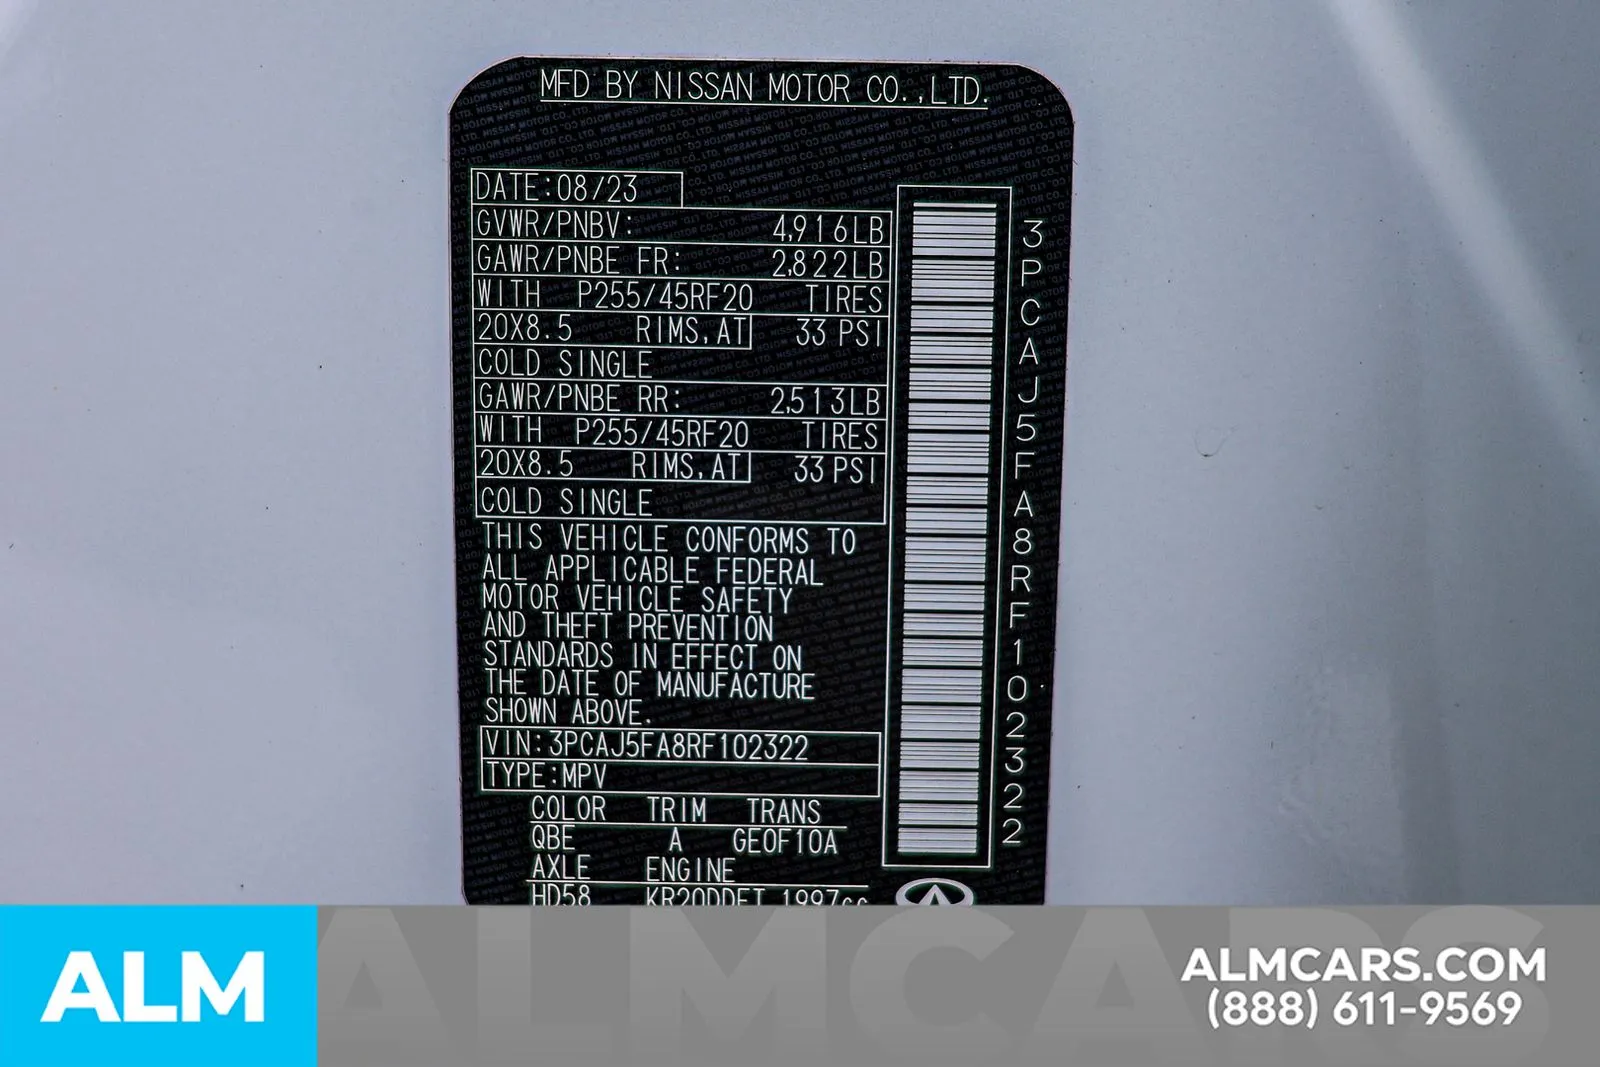 MFD BY NISSAN MOTOR CO.,LTD.
DATE:08/23
GVWR/PNBV: 4,916LB
GAWR/PNBE FR: 2,822LB
WITH P255/45RF20 TIRES
20X8.5 RIMS,AT 33 PSI
COLD SINGLE
GAWR/PNBE RR: 2,513LB
WITH P255/45RF20 TIRES
20X8.5 RIMS,AT 33 PSI
COLD SINGLE
THIS VEHICLE CONFORMS TO
ALL APPLICABLE FEDERAL
MOTOR VEHICLE SAFETY
AND THEFT PREVENTION
STANDARDS IN EFFECT ON
THE DATE OF MANUFACTURE
SHOWN ABOVE.
VIN:3PCAJ5FA8RF102322
TYPE:MPV
COLOR TRIM TRANS
QBE A GE0F10A
AXLE ENGINE
HD58 KR20DDET 1997cc
3PCAJ5FA8RF102322
ALM
ALMCARS
ALMCARS.COM
(888) 611-9569